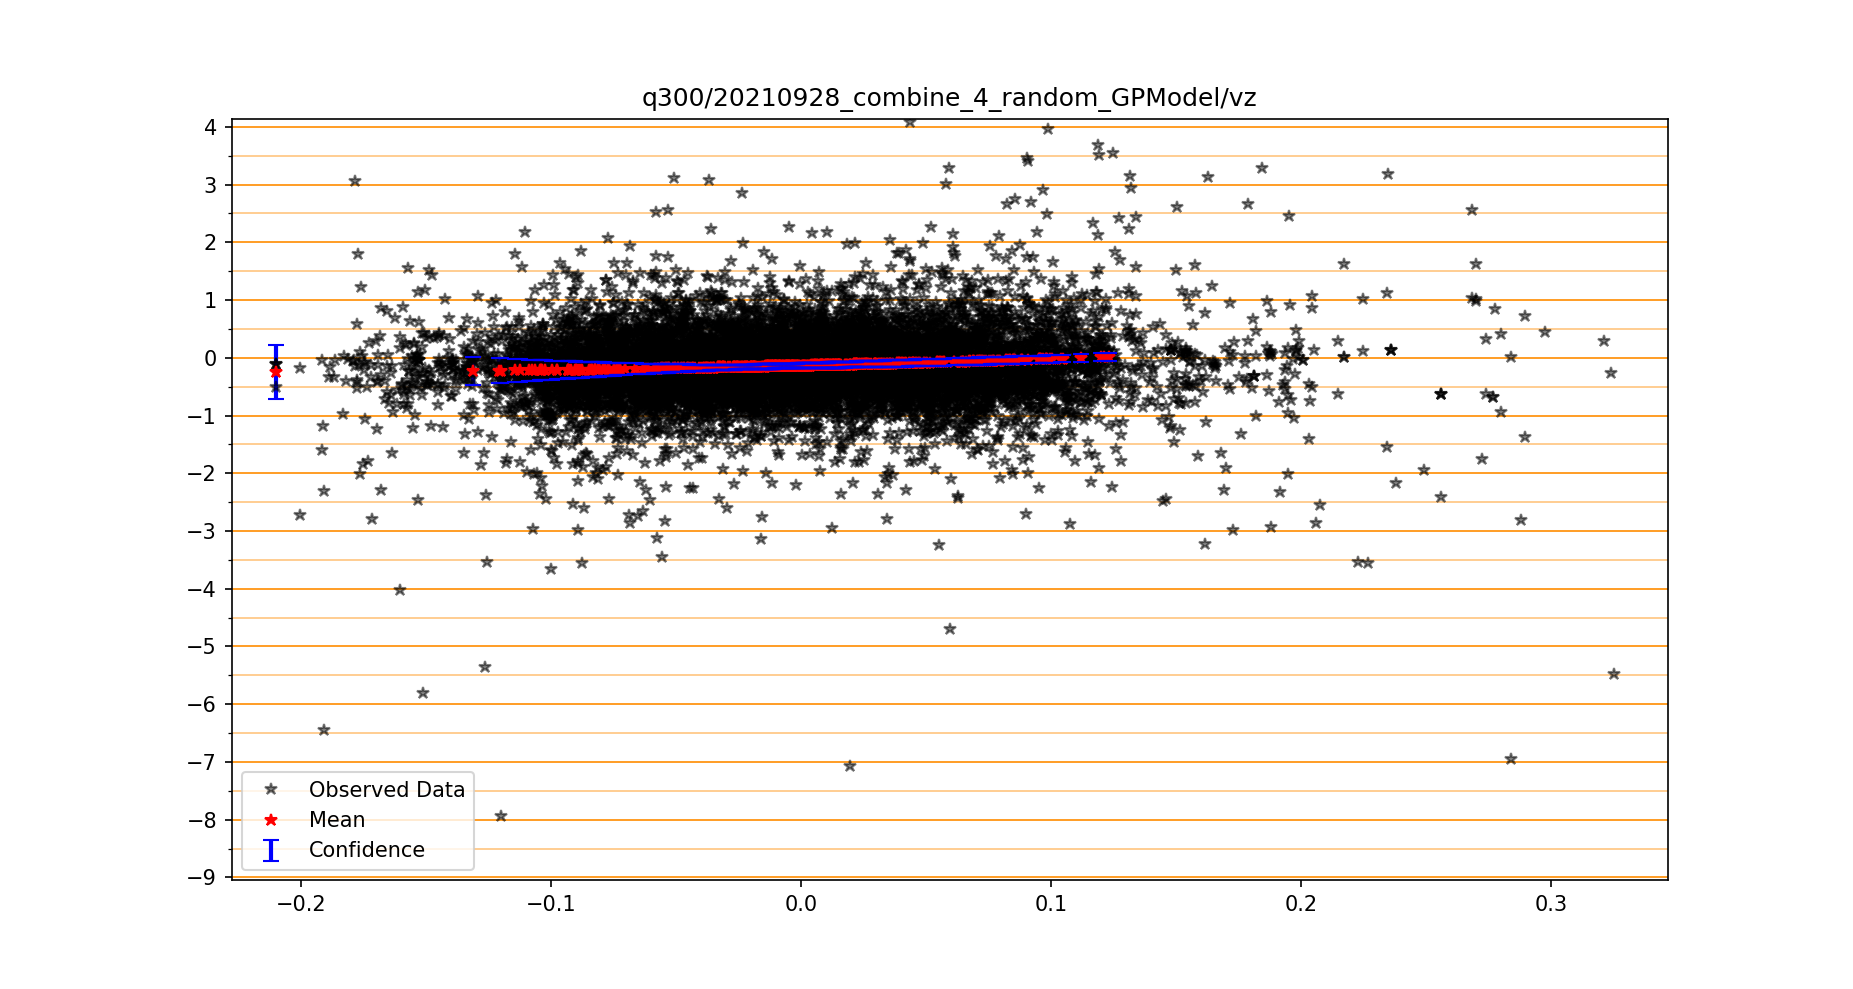 q300/20210928_combine_4_random_GPModel/vz
4
3
2
1
0
−1
−2
−3
−4
−5
−6
−7
−8
−9
Observed Data
Mean
Confidence
−0.2 −0.1 0.0 0.1 0.2 0.3